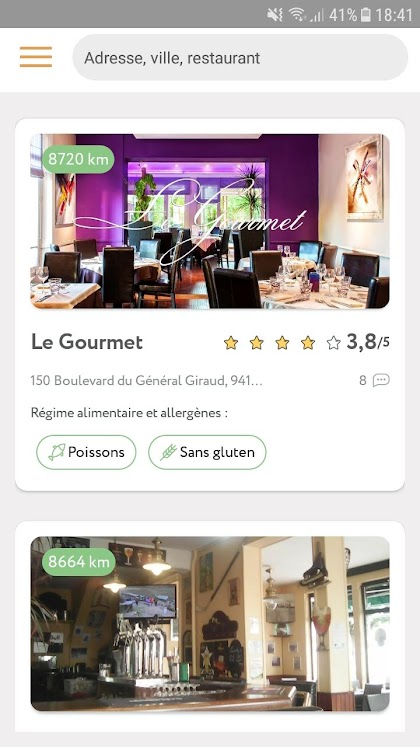 41% 18:41
Adresse, ville, restaurant
8720 km
Le Gourmet
Le Gourmet
3,8/5
150 Boulevard du Général Giraud, 941...
8
Régime alimentaire et allergènes :
Poissons
Sans gluten
8664 km